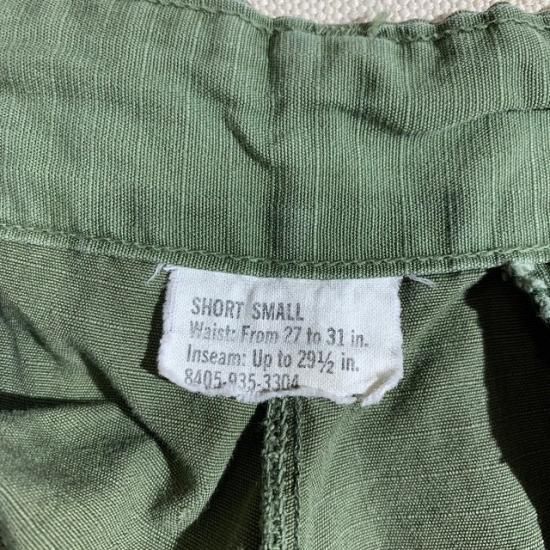 SHORT SMALL
Waist: From 27 to 31 in.
Inseam: Up to 29½ in.
8405-935-3304